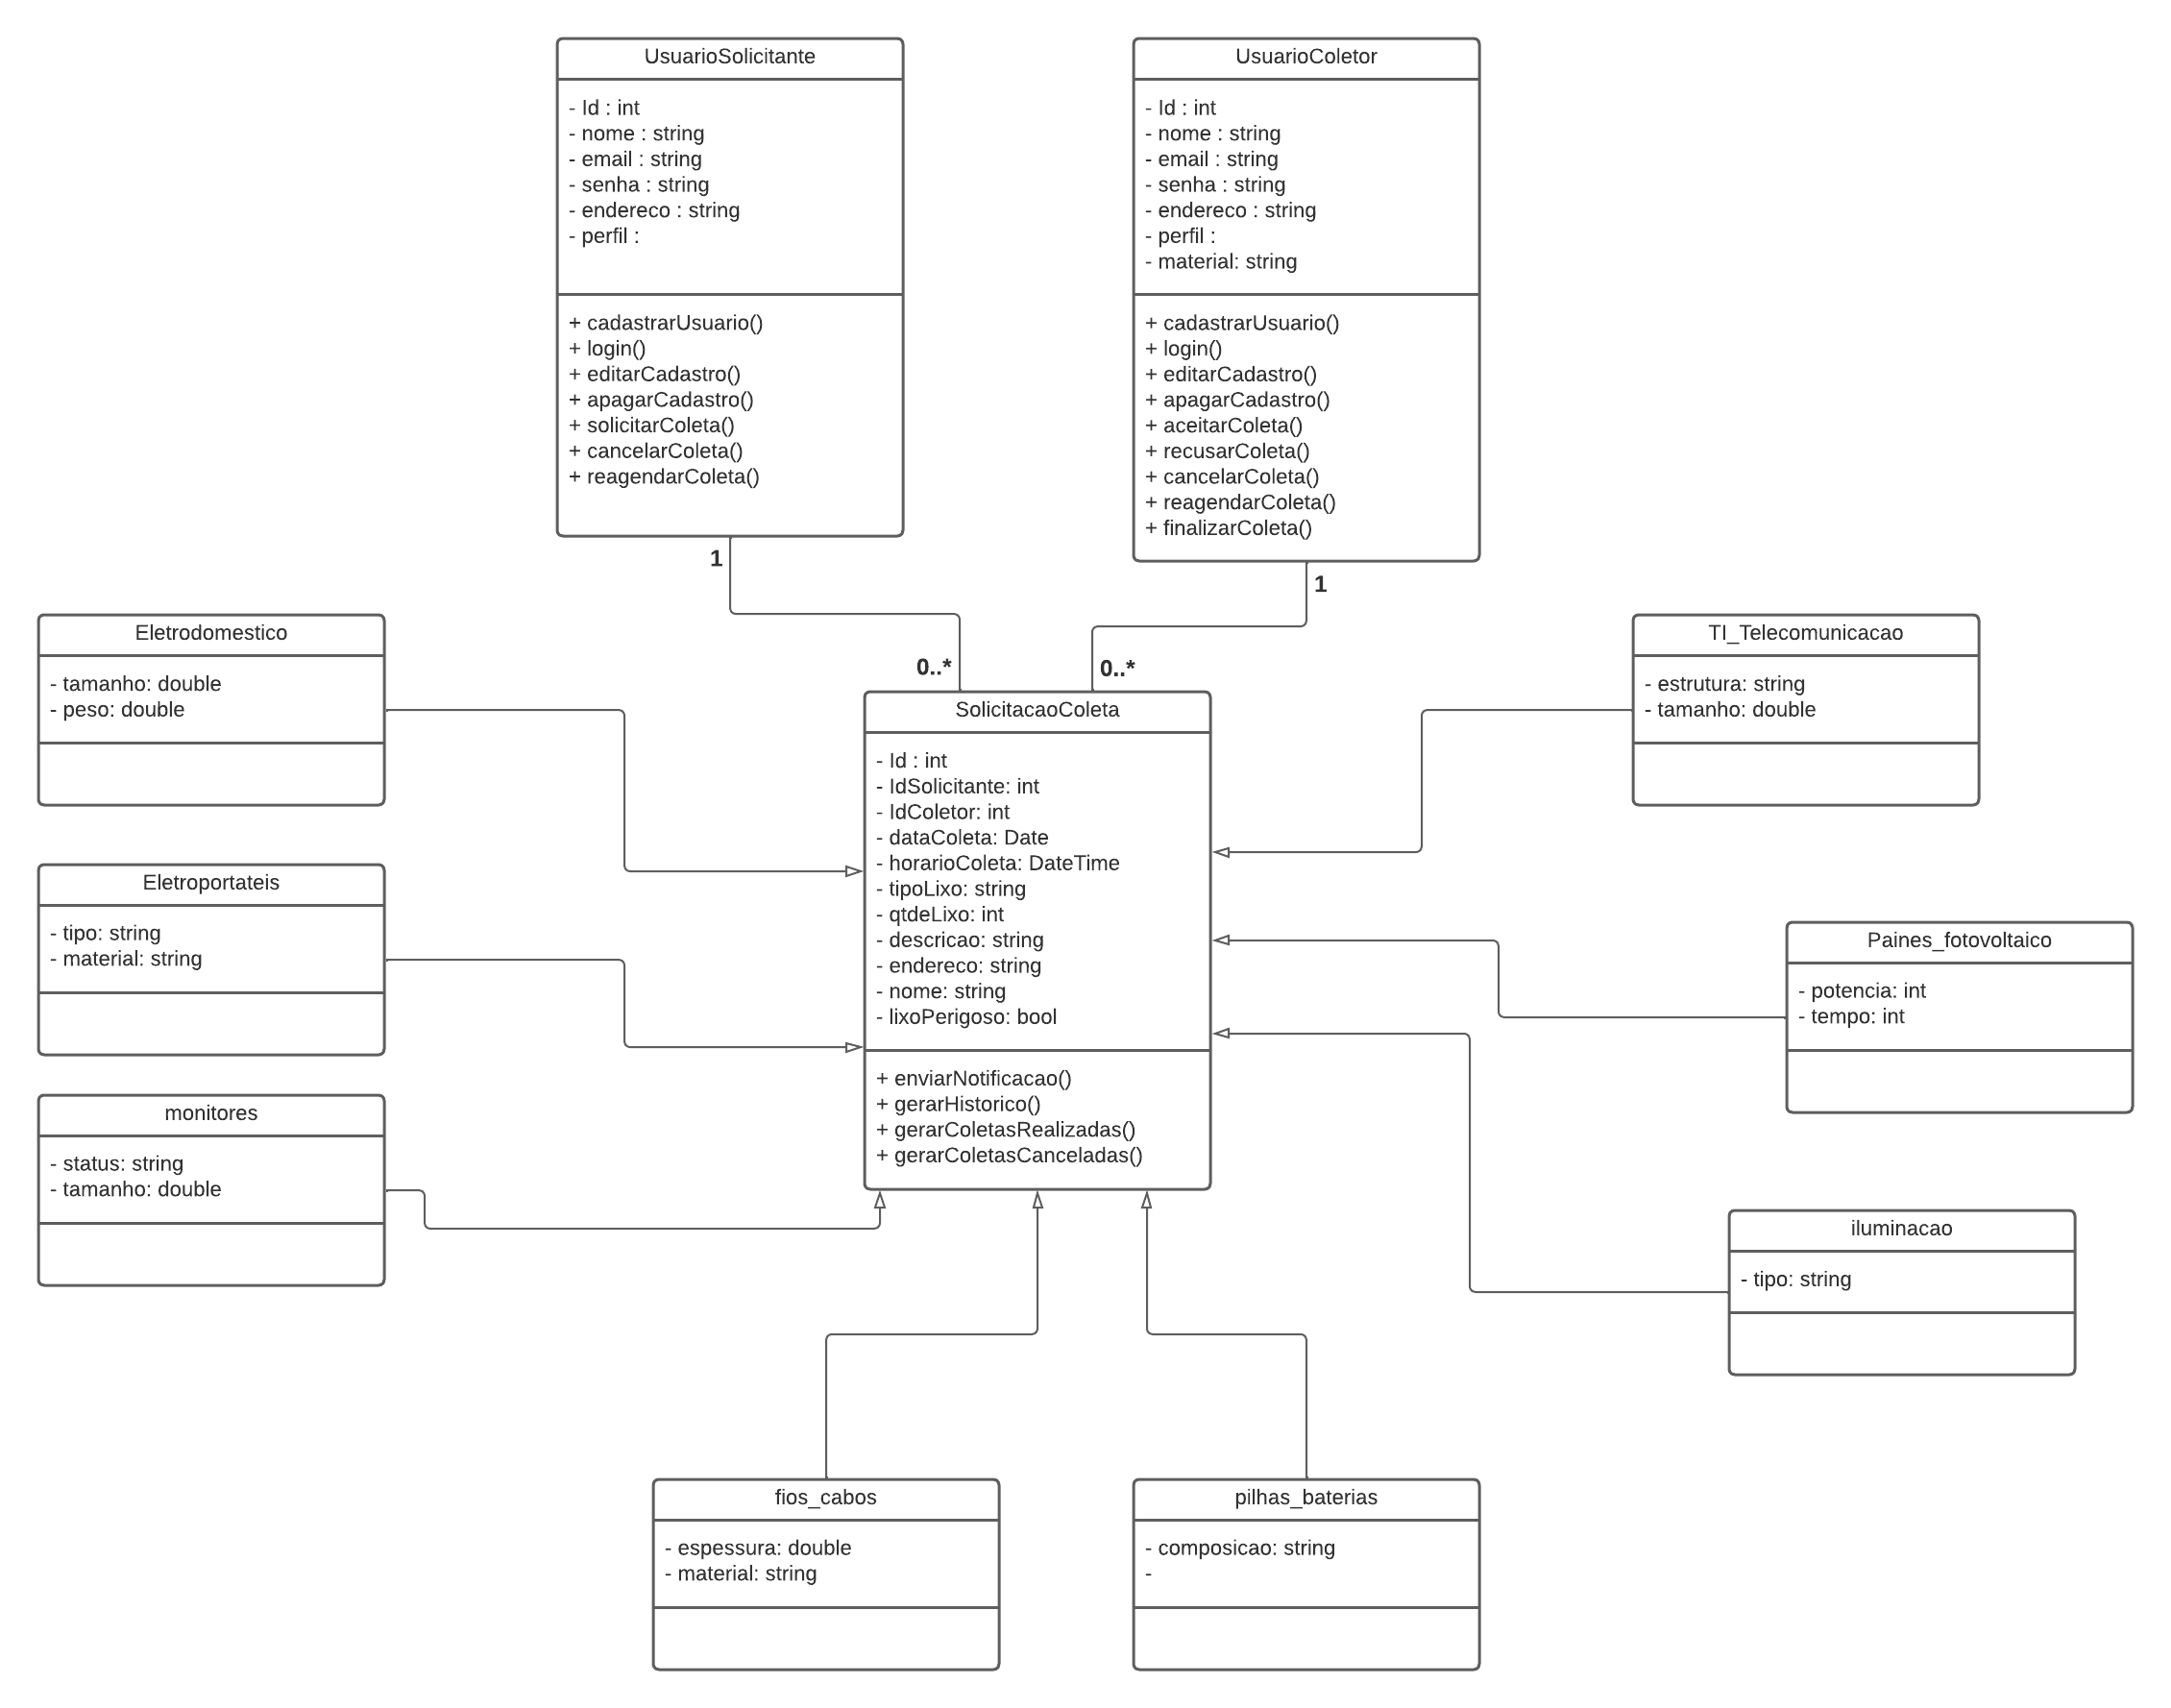 UsuarioSolicitante
- Id : int
- nome : string
- email : string
- senha : string
- endereco : string
- perfil :
+ cadastrarUsuario()
+ login()
+ editarCadastro()
+ apagarCadastro()
+ solicitarColeta()
+ cancelarColeta()
+ reagendarColeta()
1
0..*
UsuarioColetor
- Id : int
- nome : string
- email : string
- senha : string
- endereco : string
- perfil :
- material: string
+ cadastrarUsuario()
+ login()
+ editarCadastro()
+ apagarCadastro()
+ aceitarColeta()
+ recusarColeta()
+ cancelarColeta()
+ reagendarColeta()
+ finalizarColeta()
1
0..*
Eletrodomestico
- tamanho: double
- peso: double
Eletroportateis
- tipo: string
- material: string
monitores
- status: string
- tamanho: double
SolicitacaoColeta
- Id : int
- IdSolicitante: int
- IdColetor: int
- dataColeta: Date
- horarioColeta: DateTime
- tipoLixo: string
- qtdeLixo: int
- descricao: string
- endereco: string
- nome: string
- lixoPerigoso: bool
+ enviarNotificacao()
+ gerarHistorico()
+ gerarColetasRealizadas()
+ gerarColetasCanceladas()
TI_Telecomunicacao
- estrutura: string
- tamanho: double
Paines_fotovoltaico
- potencia: int
- tempo: int
iluminacao
- tipo: string
fios_cabos
- espessura: double
- material: string
pilhas_baterias
- composicao: string
-